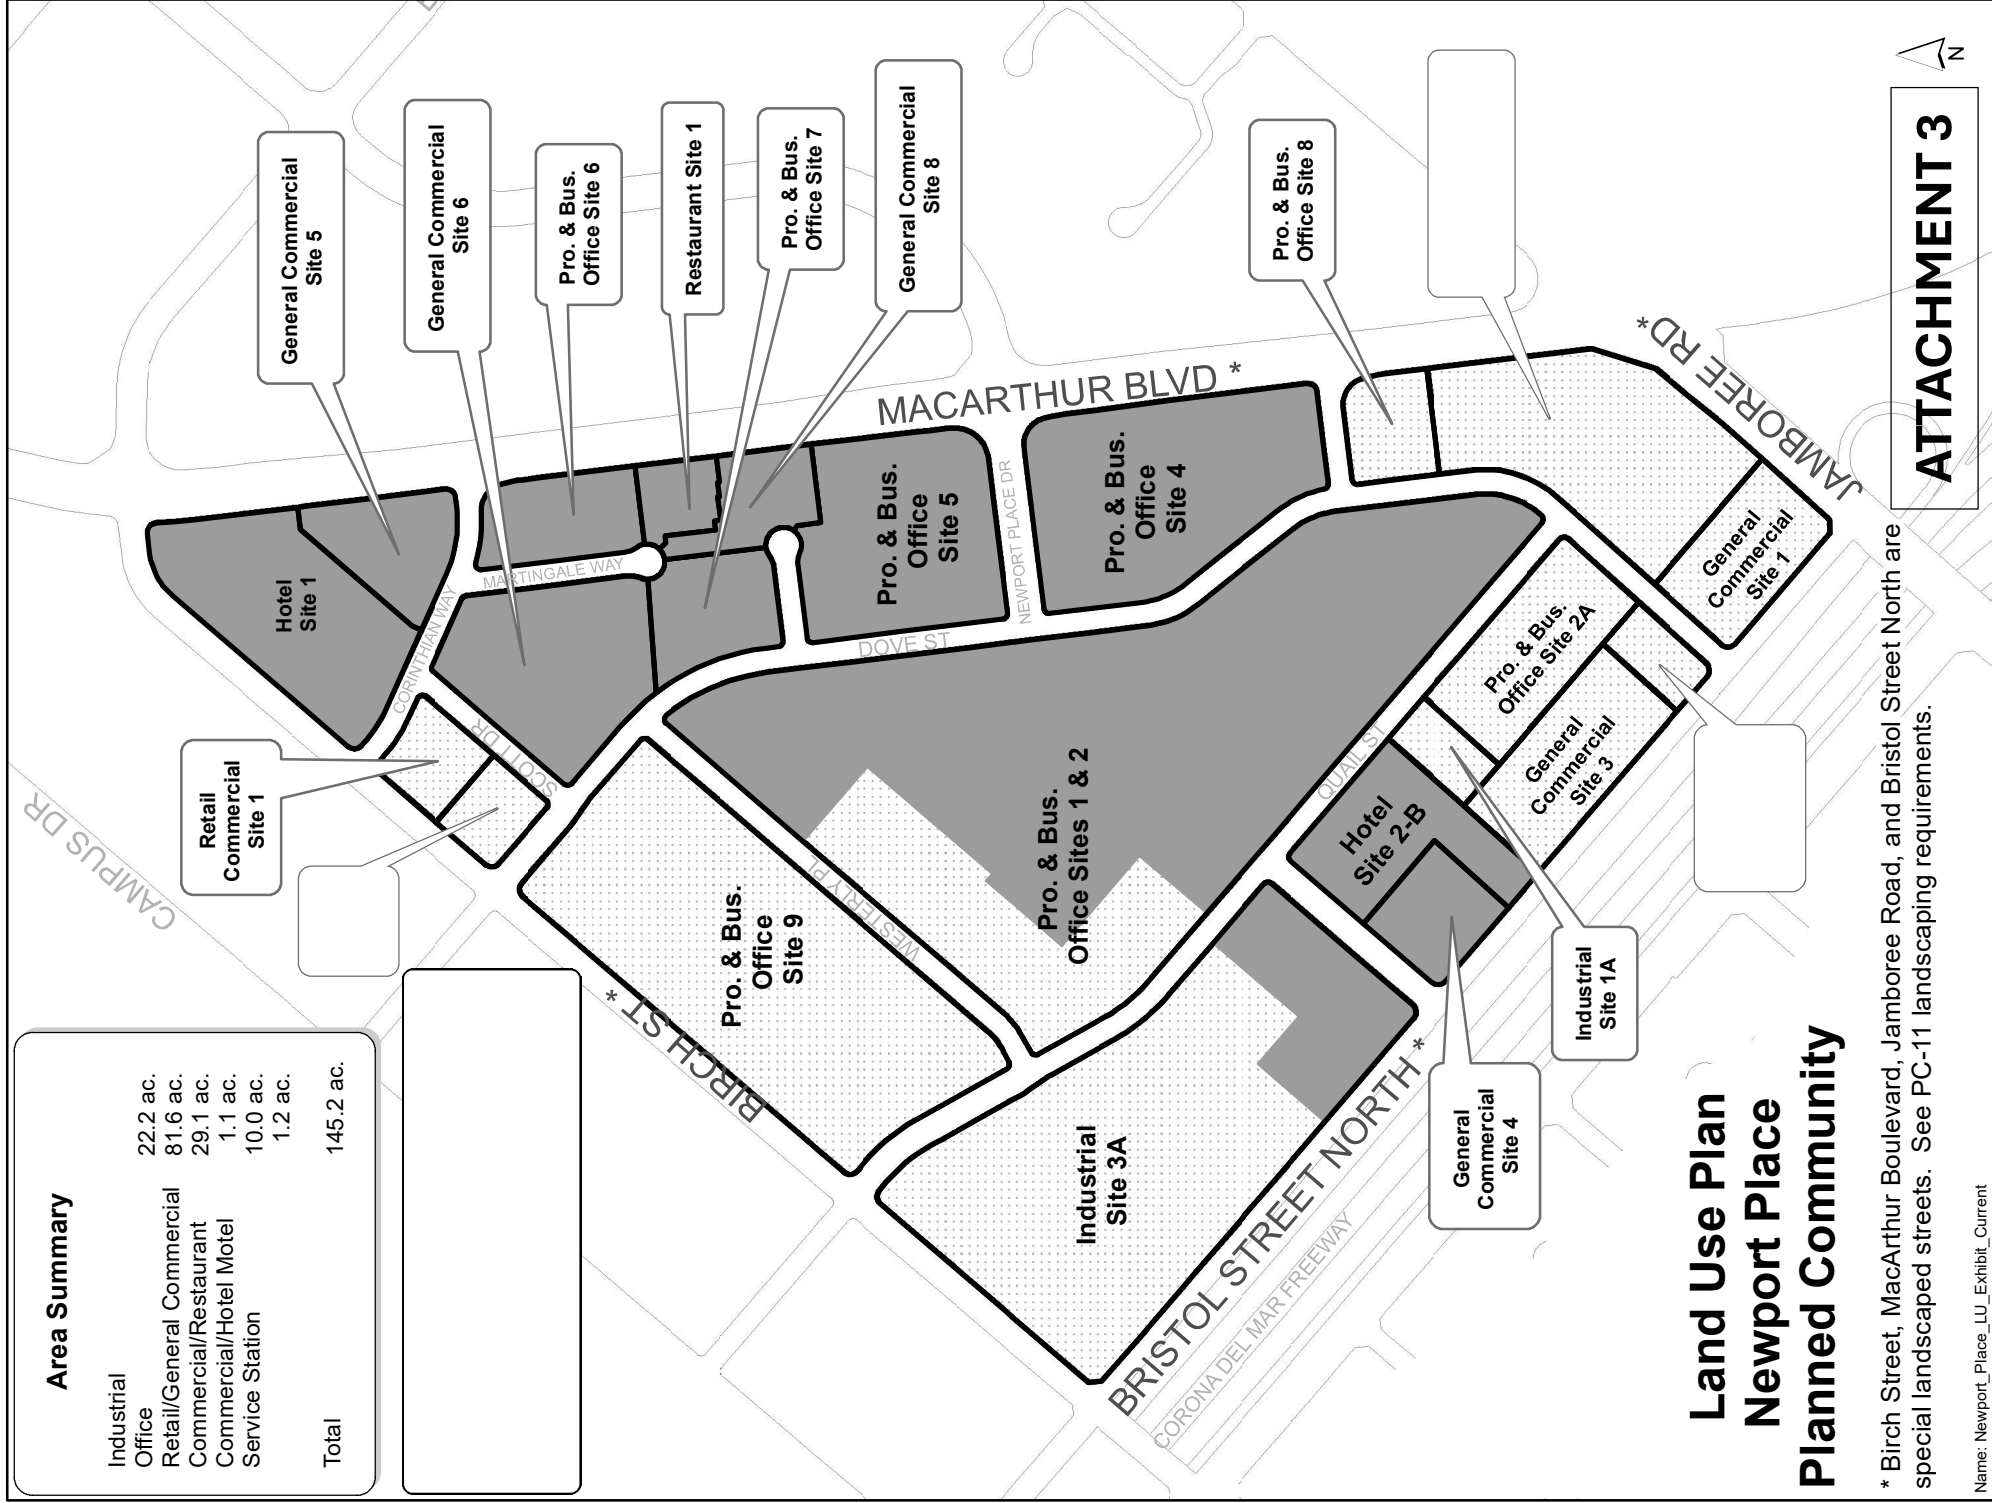 Area Summary
Industrial 22.2 ac.
Office 81.6 ac.
Retail/General Commercial 29.1 ac.
Commercial/Restaurant 1.1 ac.
Commercial/Hotel Motel 10.0 ac.
Service Station 1.2 ac.
Total 145.2 ac.
CAMPUS DR
Retail
Commercial
Site 1
Hotel
Site 1
General Commercial
Site 5
General Commercial
Site 6
Pro. & Bus.
Office Site 6
Restaurant Site 1
Pro. & Bus.
Office Site 7
General Commercial
Site 8
CORINTHIAN WAY
MARTINGALE WAY
SCOTT DR
MACARTHUR BLVD *
Pro. & Bus.
Office
Site 5
DOVE ST
NEWPORT PLACE DR
Pro. & Bus.
Office
Site 4
Pro. & Bus.
Office Site 8
BIRCH ST *
Pro. & Bus.
Office
Site 9
WESTERLY PL
Pro. & Bus.
Office Sites 1 & 2
QUAIL ST
Hotel
Site 2-B
Pro. & Bus.
Office Site 2A
General
Commercial
Site 3
General
Commercial
Site 1
JAMBOREE RD*
Industrial
Site 3A
Industrial
Site 1A
General
Commercial
Site 4
BRISTOL STREET NORTH *
CORONA DEL MAR FREEWAY
Land Use Plan
Newport Place
Planned Community
* Birch Street, MacArthur Boulevard, Jamboree Road, and Bristol Street North are
special landscaped streets. See PC-11 landscaping requirements.
Name: Newport_Place_LU_Exhibit_Current
ATTACHMENT 3
N